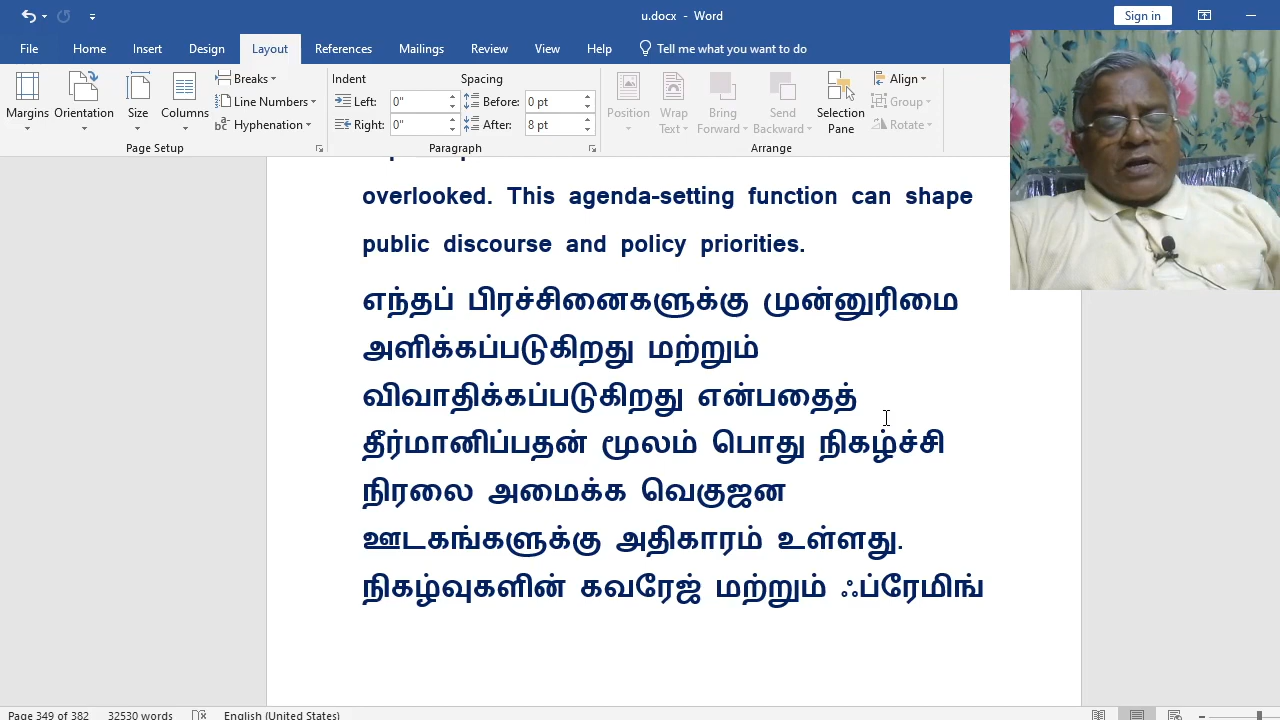 u.docx - Word
Sign in
File Home Insert Design Layout References Mailings Review View Help Tell me what you want to do
Margins Orientation Size Columns Breaks Line Numbers Hyphenation
Page Setup
Indent Spacing
Left: 0" Before: 0 pt
Right: 0" After: 8 pt
Paragraph
Position Wrap Text Bring Forward Send Backward Selection Pane Align Group Rotate
Arrange
overlooked. This agenda-setting function can shape
public discourse and policy priorities.
எந்தப் பிரச்சினைகளுக்கு முன்னுரிமை
அளிக்கப்படுகிறது மற்றும்
விவாதிக்கப்படுகிறது என்பதைத்
தீர்மானிப்பதன் மூலம் பொது நிகழ்ச்சி
நிரலை அமைக்க வெகுஜன
ஊடகங்களுக்கு அதிகாரம் உள்ளது.
நிகழ்வுகளின் கவரேஜ் மற்றும் ஃப்ரேமிங்
Page 349 of 382 32530 words English (United States)